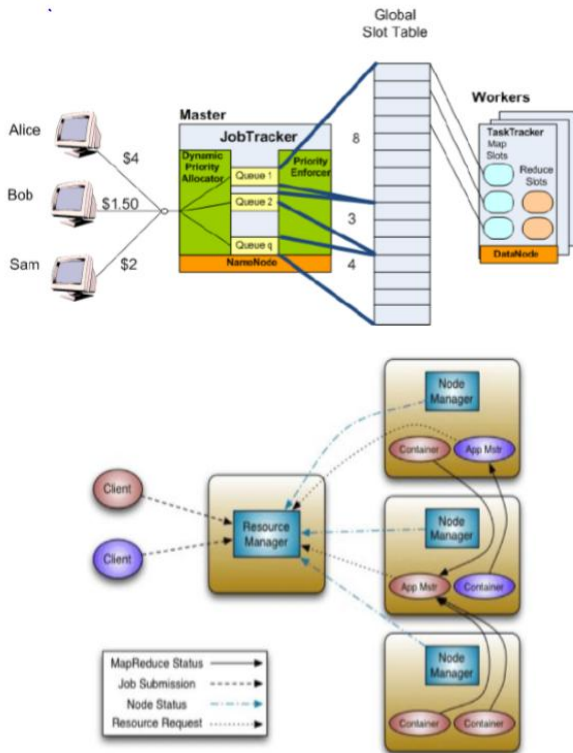 Global
Slot Table
Master
Workers
JobTracker
TaskTracker
Alice
Map
Slots
8
$4
Dynamic
Priority
Allocator
Priority
Enforcer
Queue 1
Reduce
Slots
Bob
$1.50
Queue 2
3
Sam
$2
Queue q
4
NameNode
DataNode
Node
Manager
Container
App Mstr
Client
Resource
Manager
Node
Manager
Client
App Mstr
Container
Node
Manager
MapReduce Status
Job Submission
Node Status
Resource Request
Container
Container